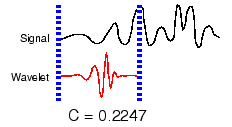 Signal
Wavelet
C = 0.2247